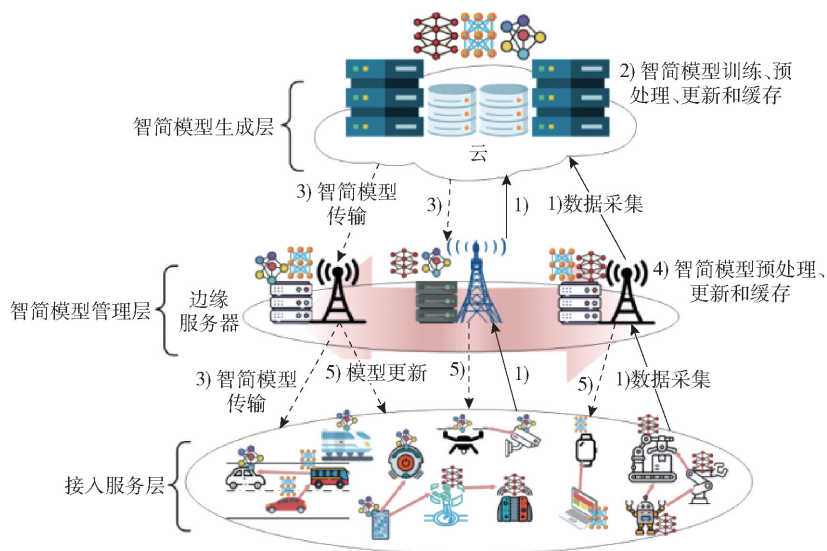 2) 智简模型训练、预
处理、更新和缓存
智简模型生成层
云
3) 智简模型
传输
3)
1)
1)数据采集
4) 智简模型预处理、
更新和缓存
智简模型管理层
边缘
服务器
3) 智简模型
传输
5) 模型更新
5)
1)
5)
1)数据采集
接入服务层